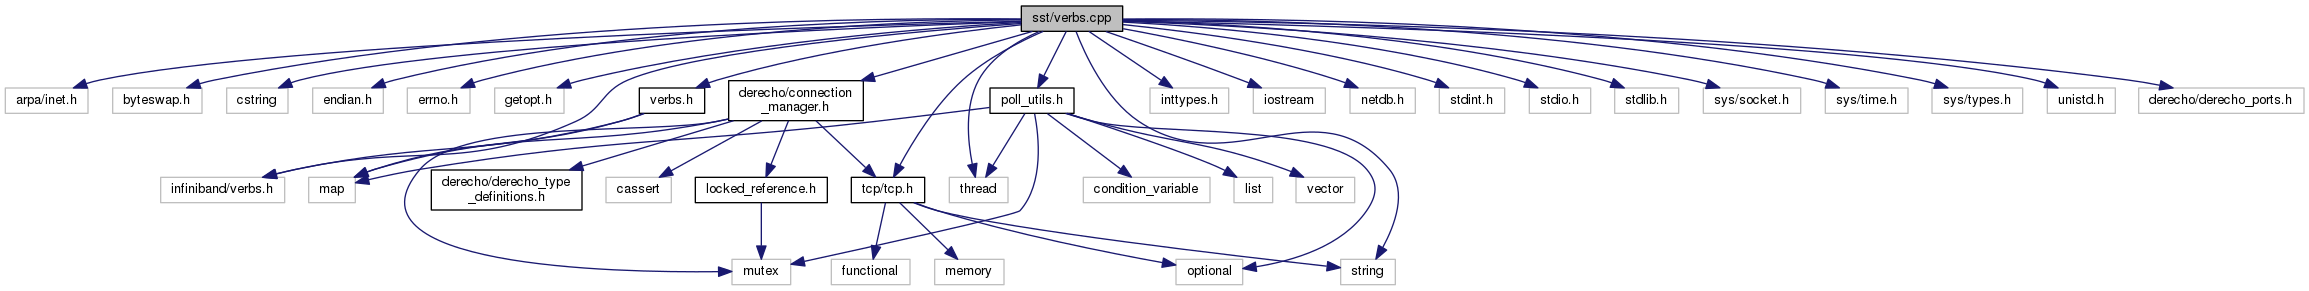 sst/verbs.cpp
arpa/inet.h
byteswap.h
cstring
endian.h
errno.h
getopt.h
verbs.h
derecho/connection
_manager.h
poll_utils.h
inttypes.h
iostream
netdb.h
stdint.h
stdio.h
stdlib.h
sys/socket.h
sys/time.h
sys/types.h
unistd.h
derecho/derecho_ports.h
infiniband/verbs.h
map
derecho/derecho_type
_definitions.h
cassert
locked_reference.h
tcp/tcp.h
thread
condition_variable
list
vector
mutex
functional
memory
optional
string